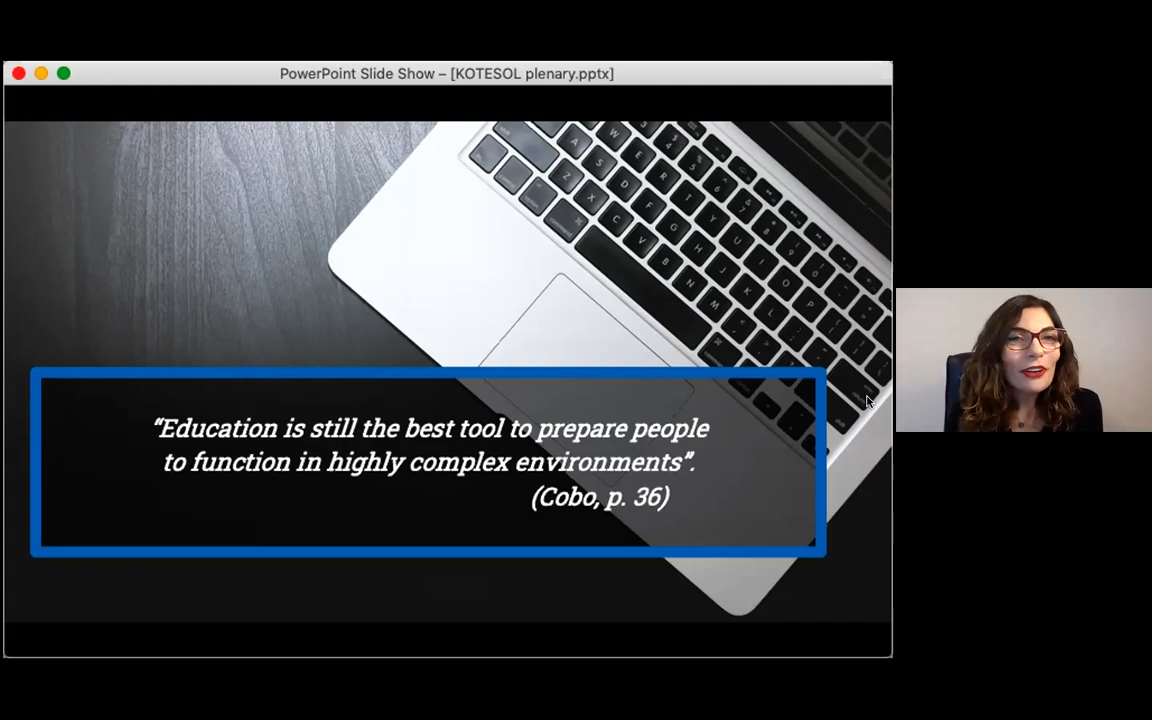 PowerPoint Slide Show – [KOTESOL plenary.pptx]
“Education is still the best tool to prepare people
to function in highly complex environments”.
(Cobo, p. 36)